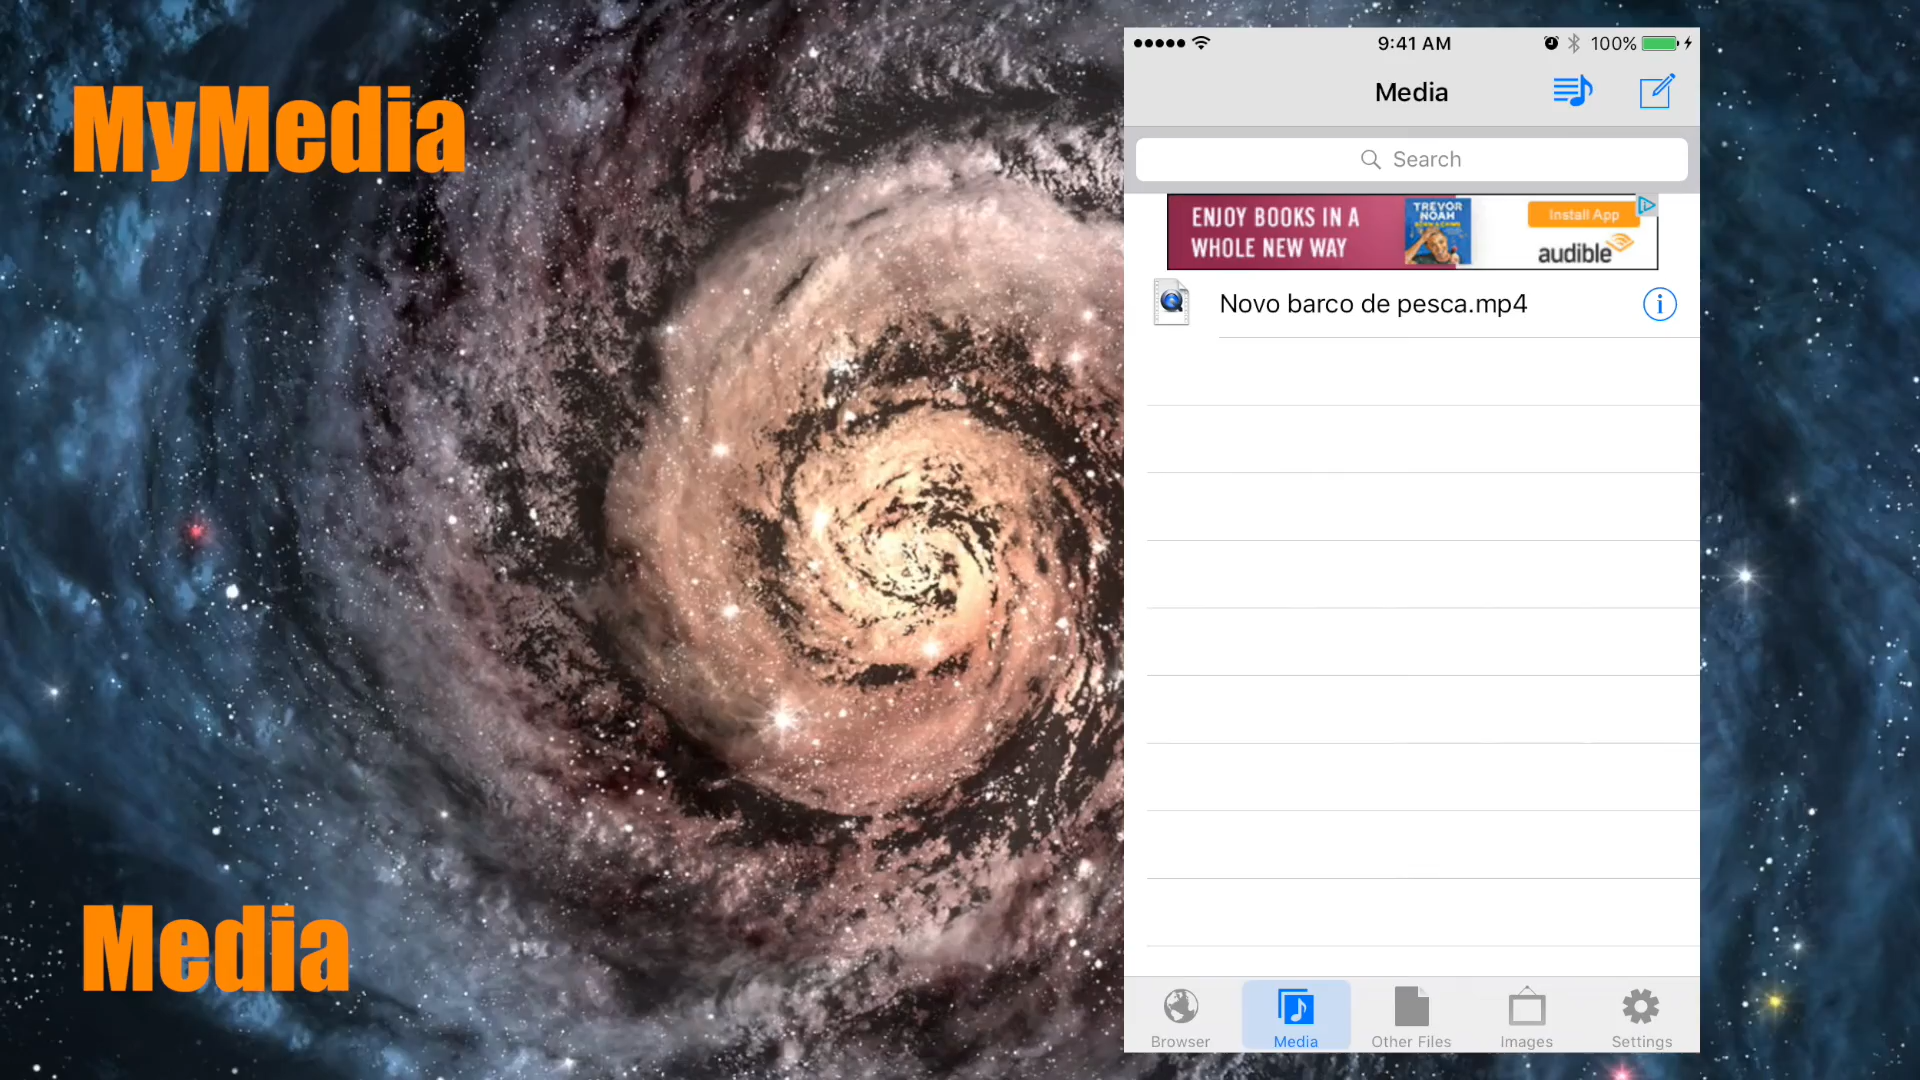 MyMedia
Media
9:41 AM
100%
Media
Search
ENJOY BOOKS IN A
WHOLE NEW WAY
TREVOR
NOAH
Install App
audible
Novo barco de pesca.mp4
Browser
Media
Other Files
Images
Settings